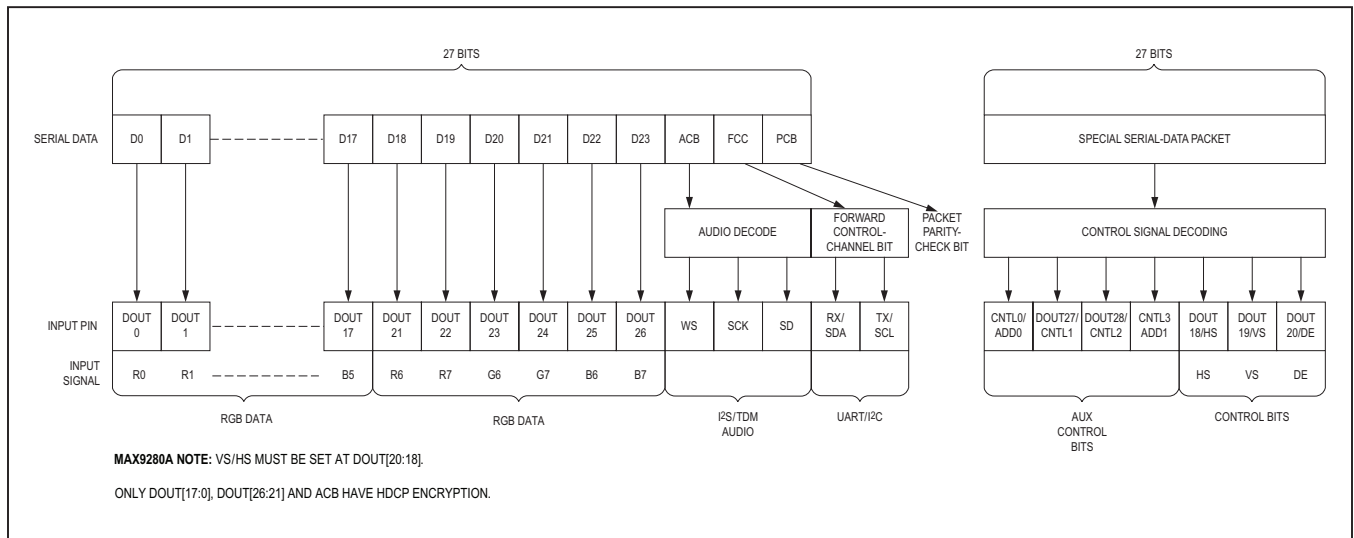 27 BITS 27 BITS
SERIAL DATA D0 D1 D17 D18 D19 D20 D21 D22 D23 ACB FCC PCB SPECIAL SERIAL-DATA PACKET
AUDIO DECODE FORWARD CONTROL-CHANNEL BIT PACKET PARITY-CHECK BIT CONTROL SIGNAL DECODING
INPUT PIN DOUT 0 DOUT 1 DOUT 17 DOUT 21 DOUT 22 DOUT 23 DOUT 24 DOUT 25 DOUT 26 WS SCK SD RX/SDA TX/SCL CNTL0/ADD0 DOUT27/CNTL1 DOUT28/CNTL2 CNTL3 ADD1 DOUT 18/HS DOUT 19/VS DOUT 20/DE
INPUT SIGNAL R0 R1 B5 R6 R7 G6 G7 B6 B7 HS VS DE
RGB DATA RGB DATA I2S/TDM AUDIO UART/I2C AUX CONTROL BITS CONTROL BITS
MAX9280A NOTE: VS/HS MUST BE SET AT DOUT[20:18].
ONLY DOUT[17:0], DOUT[26:21] AND ACB HAVE HDCP ENCRYPTION.